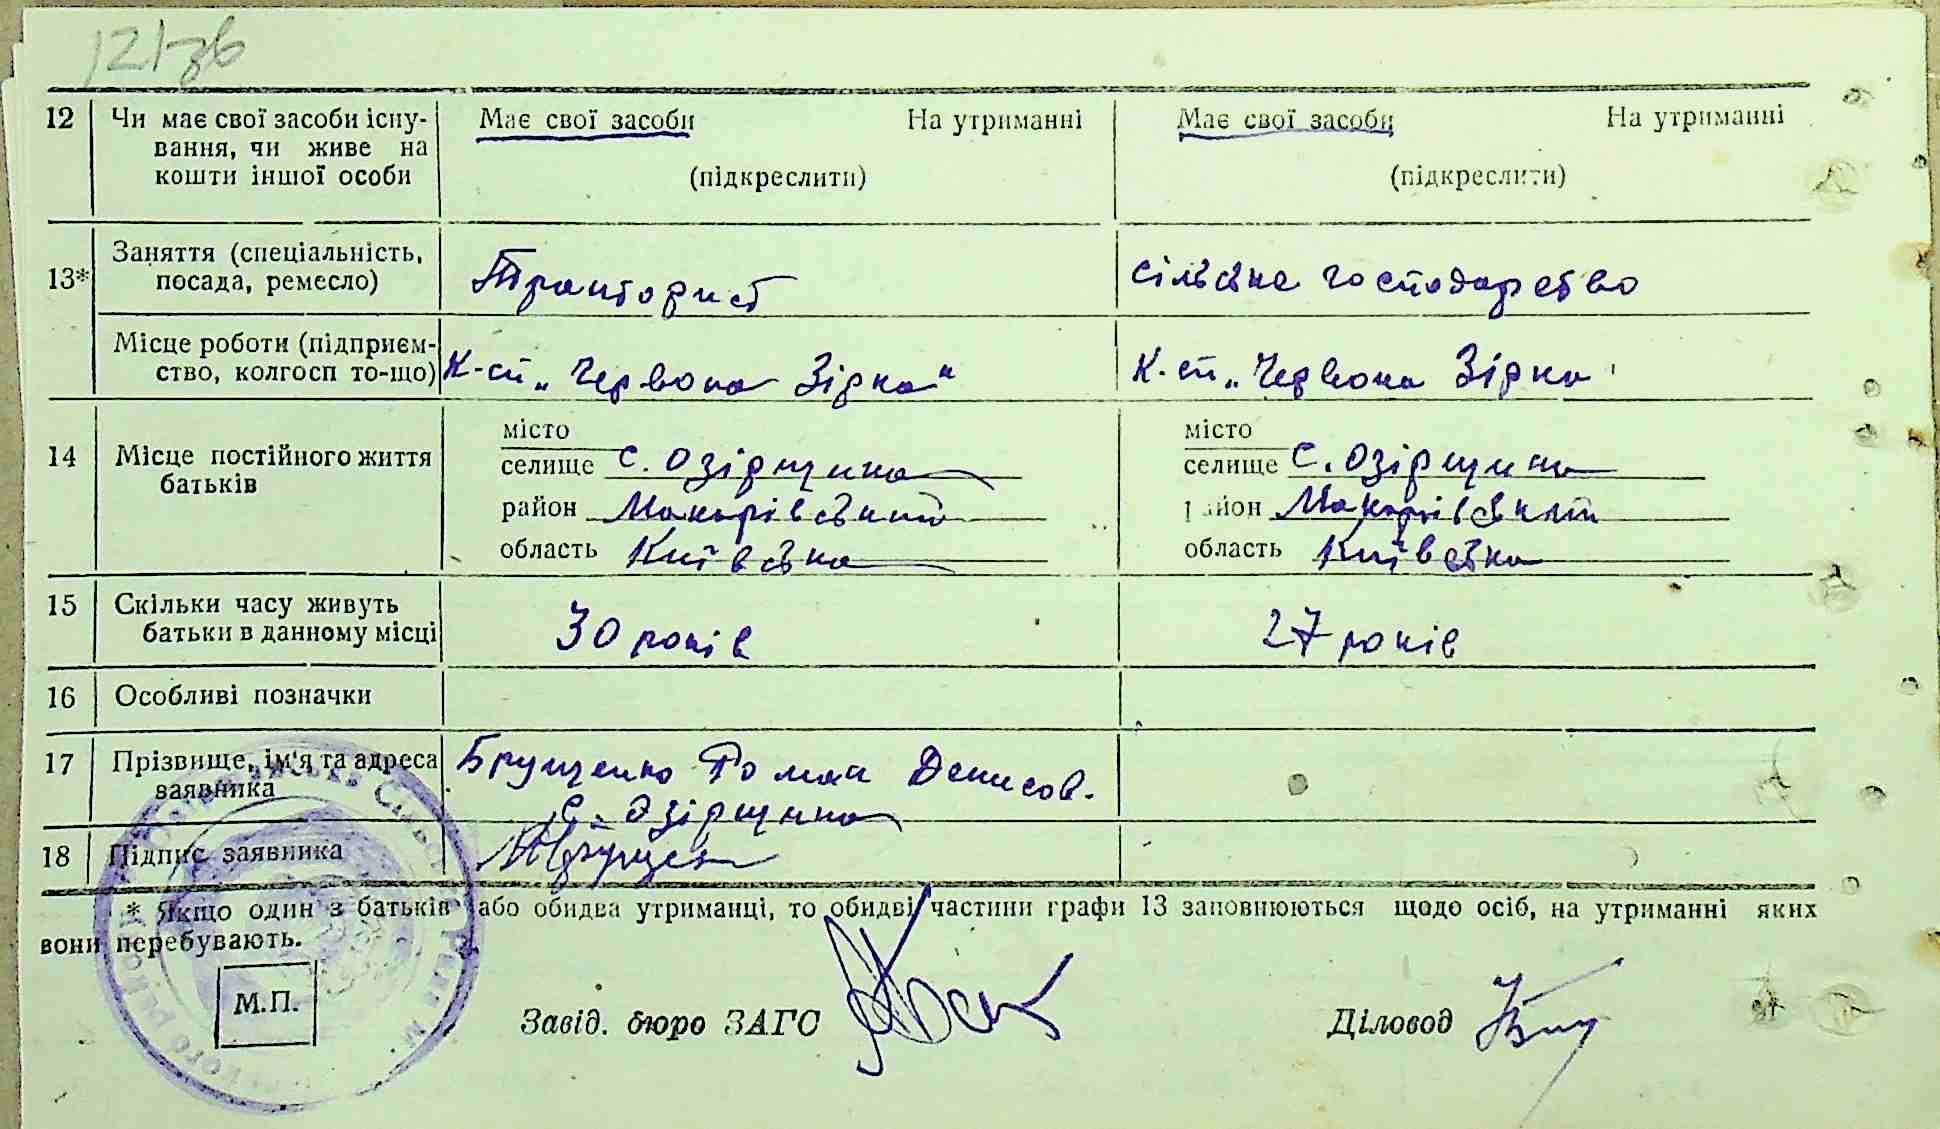 12 Чи має свої засоби існу- Має свої засоби На утриманні Має свої засоби На утриманні
вання, чи живе на
кошти іншої особи (підкреслити) (підкреслити)
Заняття (спеціальність,
13* посада, ремесло) Тракторист сільське господарство
Місце роботи (підприєм-
ство, колгосп то-що) К-сп „Червона Зірка“ К-сп „Червона Зірка
місто місто
14 Місце постійного життя селище с. Озірщина селище с. Озірщина
батьків район Макарівський район Макарівський
область Київська область Київська
15 Скільки часу живуть
батьки в данному місці 30 років 27 років
16 Особливі позначки
17 Прізвище, ім'я та адреса Брущенко Роман Денисов.
заявника с. Озірщина
18 Підпис заявника
* Якщо один з батьків або обидва утриманці, то обидві частини графи 13 заповнюються щодо осіб, на утриманні яких
вони перебувають.
М.П. Завід. бюро ЗАГС Діловод